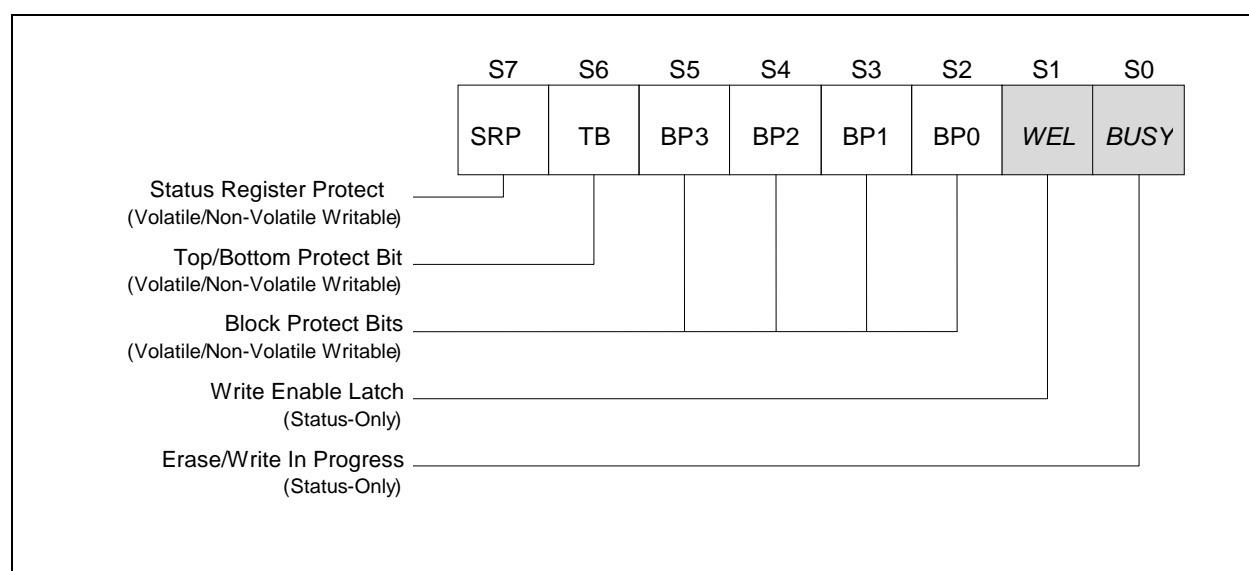 S7 S6 S5 S4 S3 S2 S1 S0
SRP TB BP3 BP2 BP1 BP0 WEL BUSY
Status Register Protect
(Volatile/Non-Volatile Writable)
Top/Bottom Protect Bit
(Volatile/Non-Volatile Writable)
Block Protect Bits
(Volatile/Non-Volatile Writable)
Write Enable Latch
(Status-Only)
Erase/Write In Progress
(Status-Only)